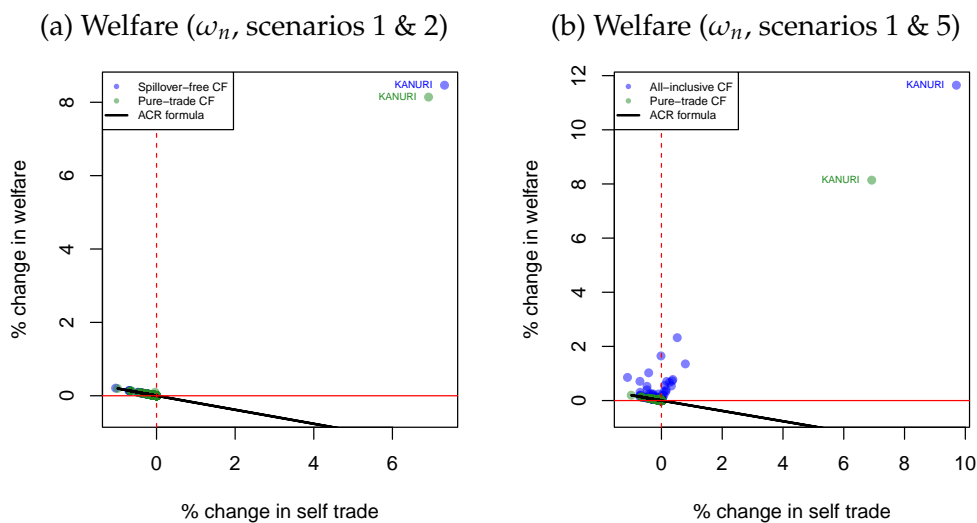 (a) Welfare (ωn, scenarios 1 & 2)
Spillover−free CF
Pure−trade CF
ACR formula
KANURI
KANURI
8
6
4
2
0
% change in welfare
0 2 4 6
% change in self trade
(b) Welfare (ωn, scenarios 1 & 5)
All−inclusive CF
Pure−trade CF
ACR formula
KANURI
KANURI
12
10
8
6
4
2
0
% change in welfare
0 2 4 6 8 10
% change in self trade